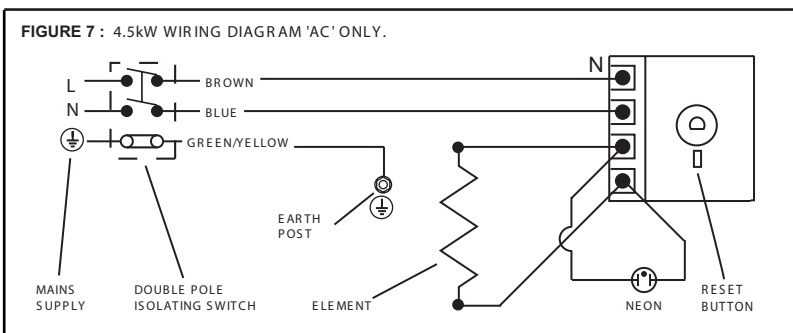 FIGURE 7 : 4.5kW WIRING DIAGRAM 'AC' ONLY.
N
L
BROWN
N
BLUE
GREEN/YELLOW
EARTH
POST
MAINS
SUPPLY
DOUBLE POLE
ISOLATING SWITCH
ELEMENT
NEON
RESET
BUTTON